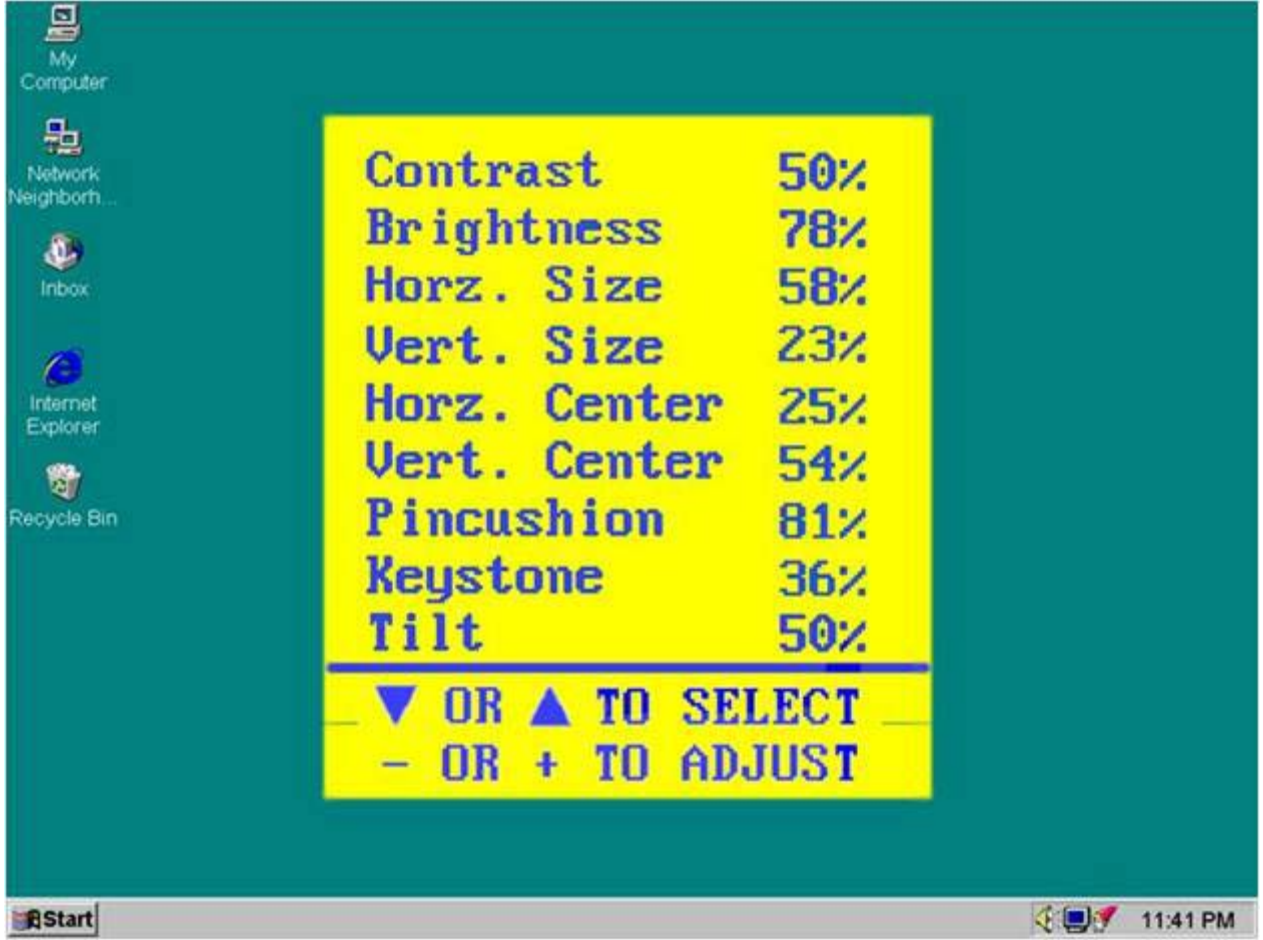 My
Computer
Network
Neighborh...
Inbox
Internet
Explorer
Recycle Bin
Contrast 50%
Brightness 78%
Horz. Size 58%
Vert. Size 23%
Horz. Center 25%
Vert. Center 54%
Pincushion 81%
Keystone 36%
Tilt 50%
▼ OR ▲ TO SELECT
- OR + TO ADJUST
Start
11:41 PM